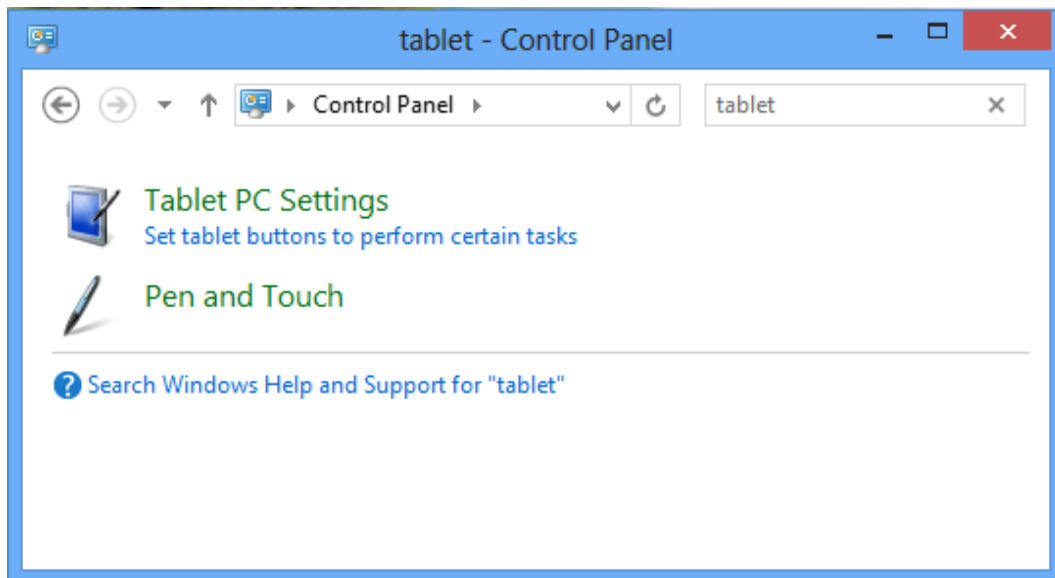 tablet - Control Panel
Control Panel
tablet
Tablet PC Settings
Set tablet buttons to perform certain tasks
Pen and Touch
Search Windows Help and Support for "tablet"